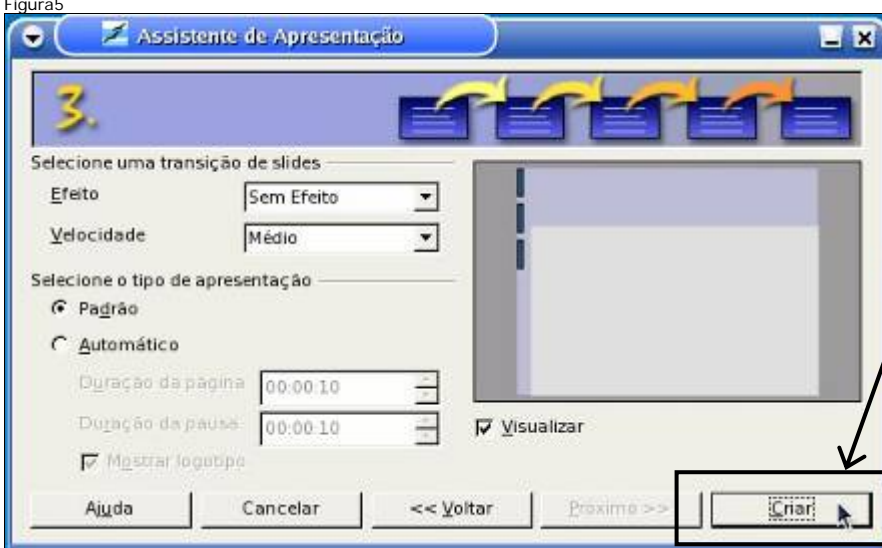 Figura5
Assistente de Apresentação
3.
Selecione uma transição de slides
Efeito Sem Efeito
Velocidade Médio
Selecione o tipo de apresentação
Padrão
Automático
Duração da página 00:00:10
Duração da pausa: 00:00:10
Mostrar logotipo
Visualizar
Ajuda Cancelar << Voltar Próximo >> Criar